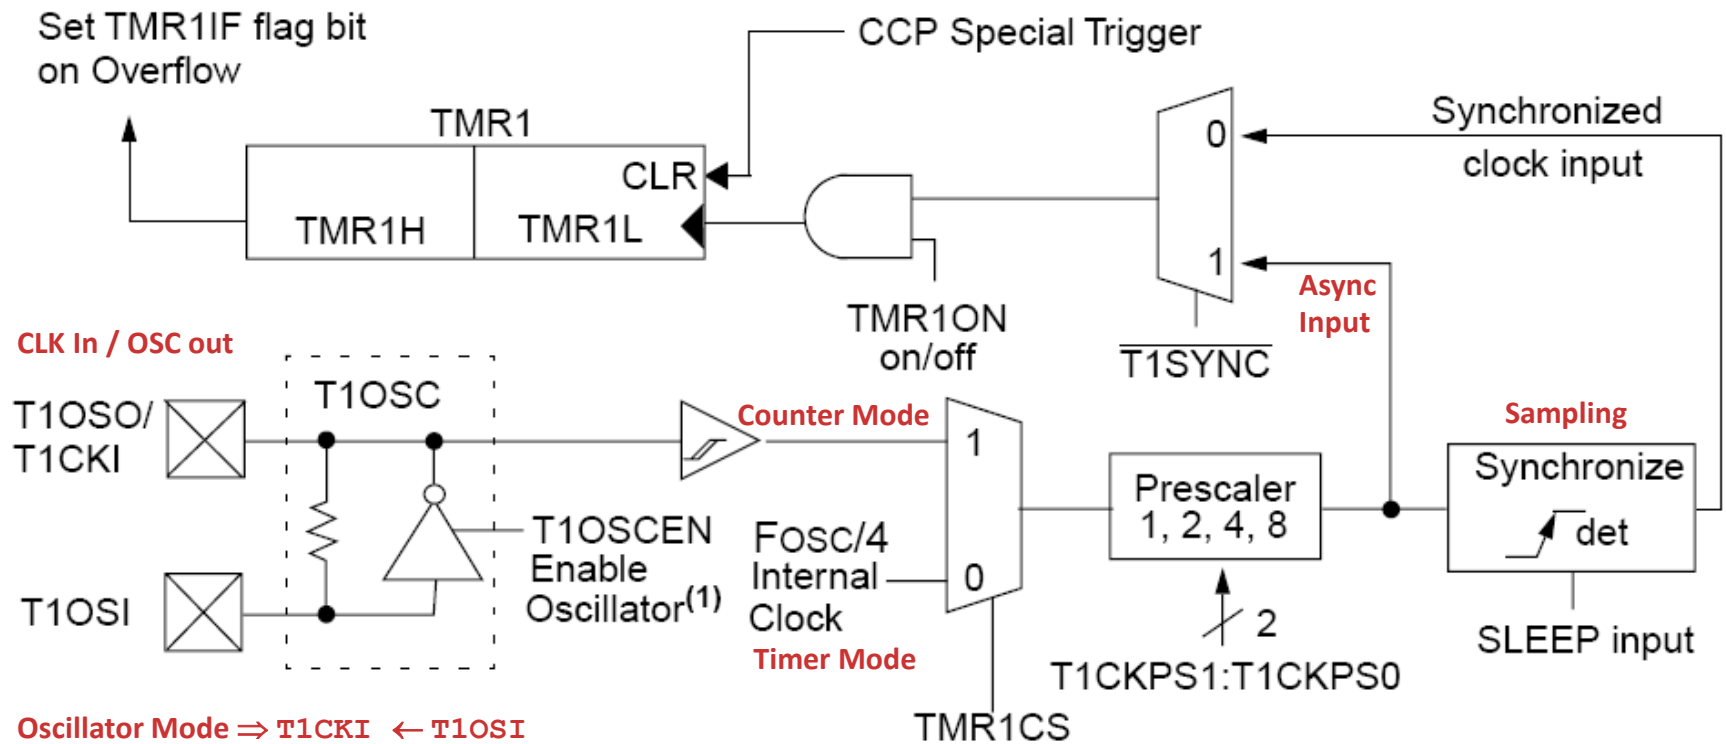 Set TMR1IF flag bit
on Overflow
CCP Special Trigger
TMR1
CLR
TMR1H
TMR1L
0
1
Synchronized
clock input
Async
Input
TMR1ON
on/off
T1SYNC
CLK In / OSC out
T1OSC
T1OSO/
T1CKI
T1OSI
T1OSCEN
Enable
Oscillator(1)
Counter Mode
1
0
FOSC/4
Internal
Clock
Timer Mode
TMR1CS
Prescaler
1, 2, 4, 8
2
T1CKPS1:T1CKPS0
Sampling
Synchronize
det
SLEEP input
Oscillator Mode ⇒ T1CKI ← T1OSI